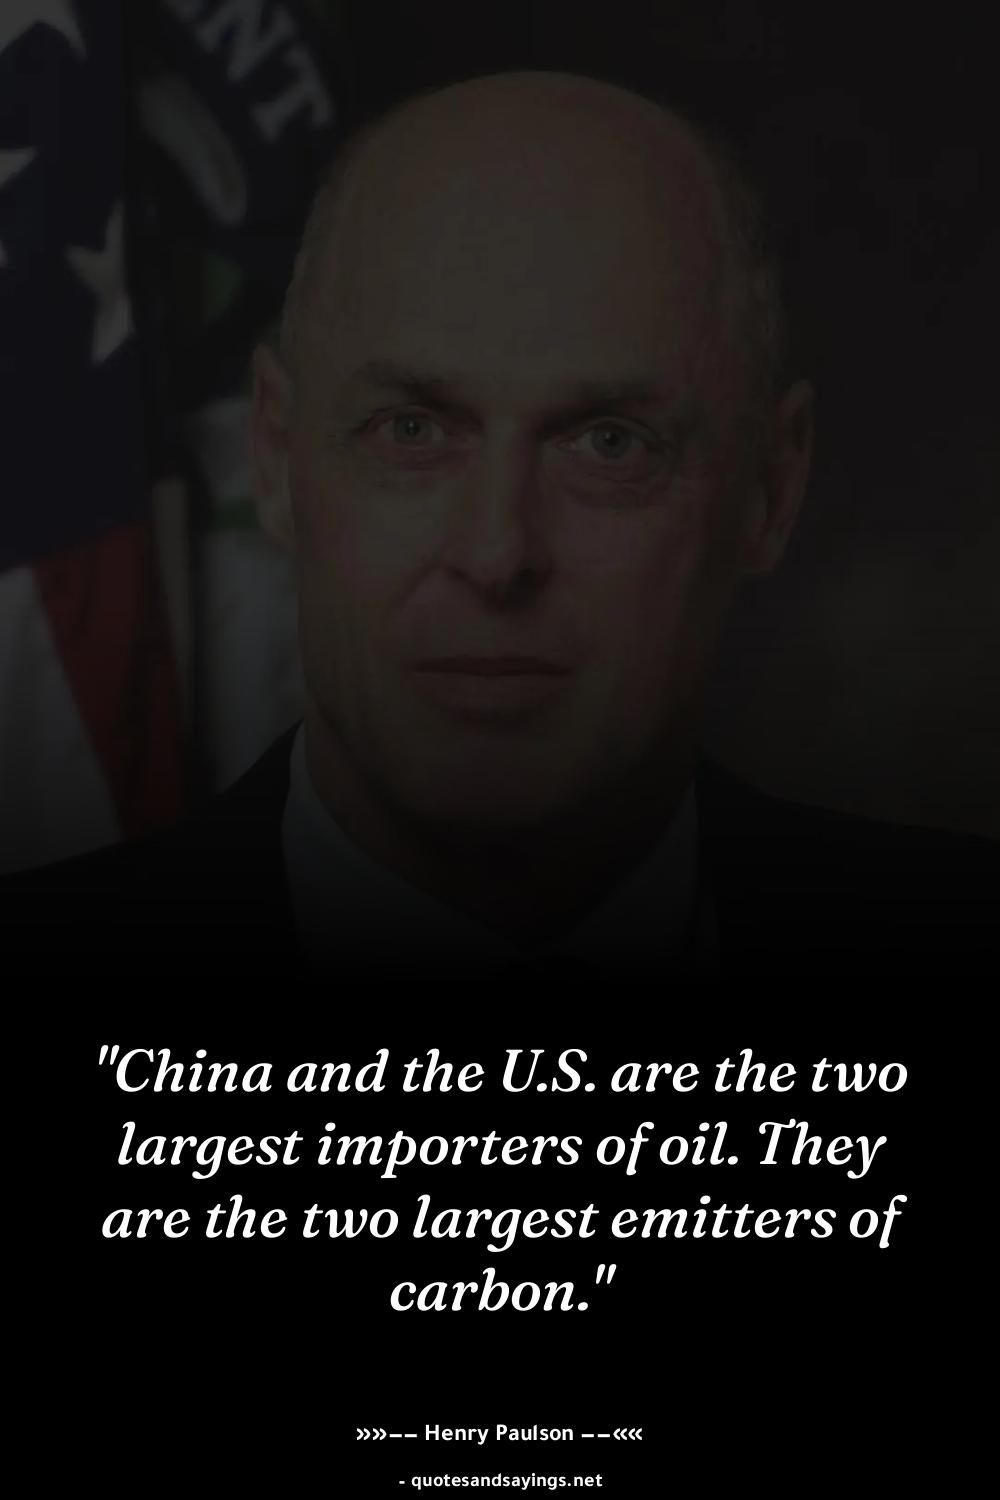 NT
"China and the U.S. are the two
largest importers of oil. They
are the two largest emitters of
carbon."
»»–– Henry Paulson ––««
- quotesandsayings.net